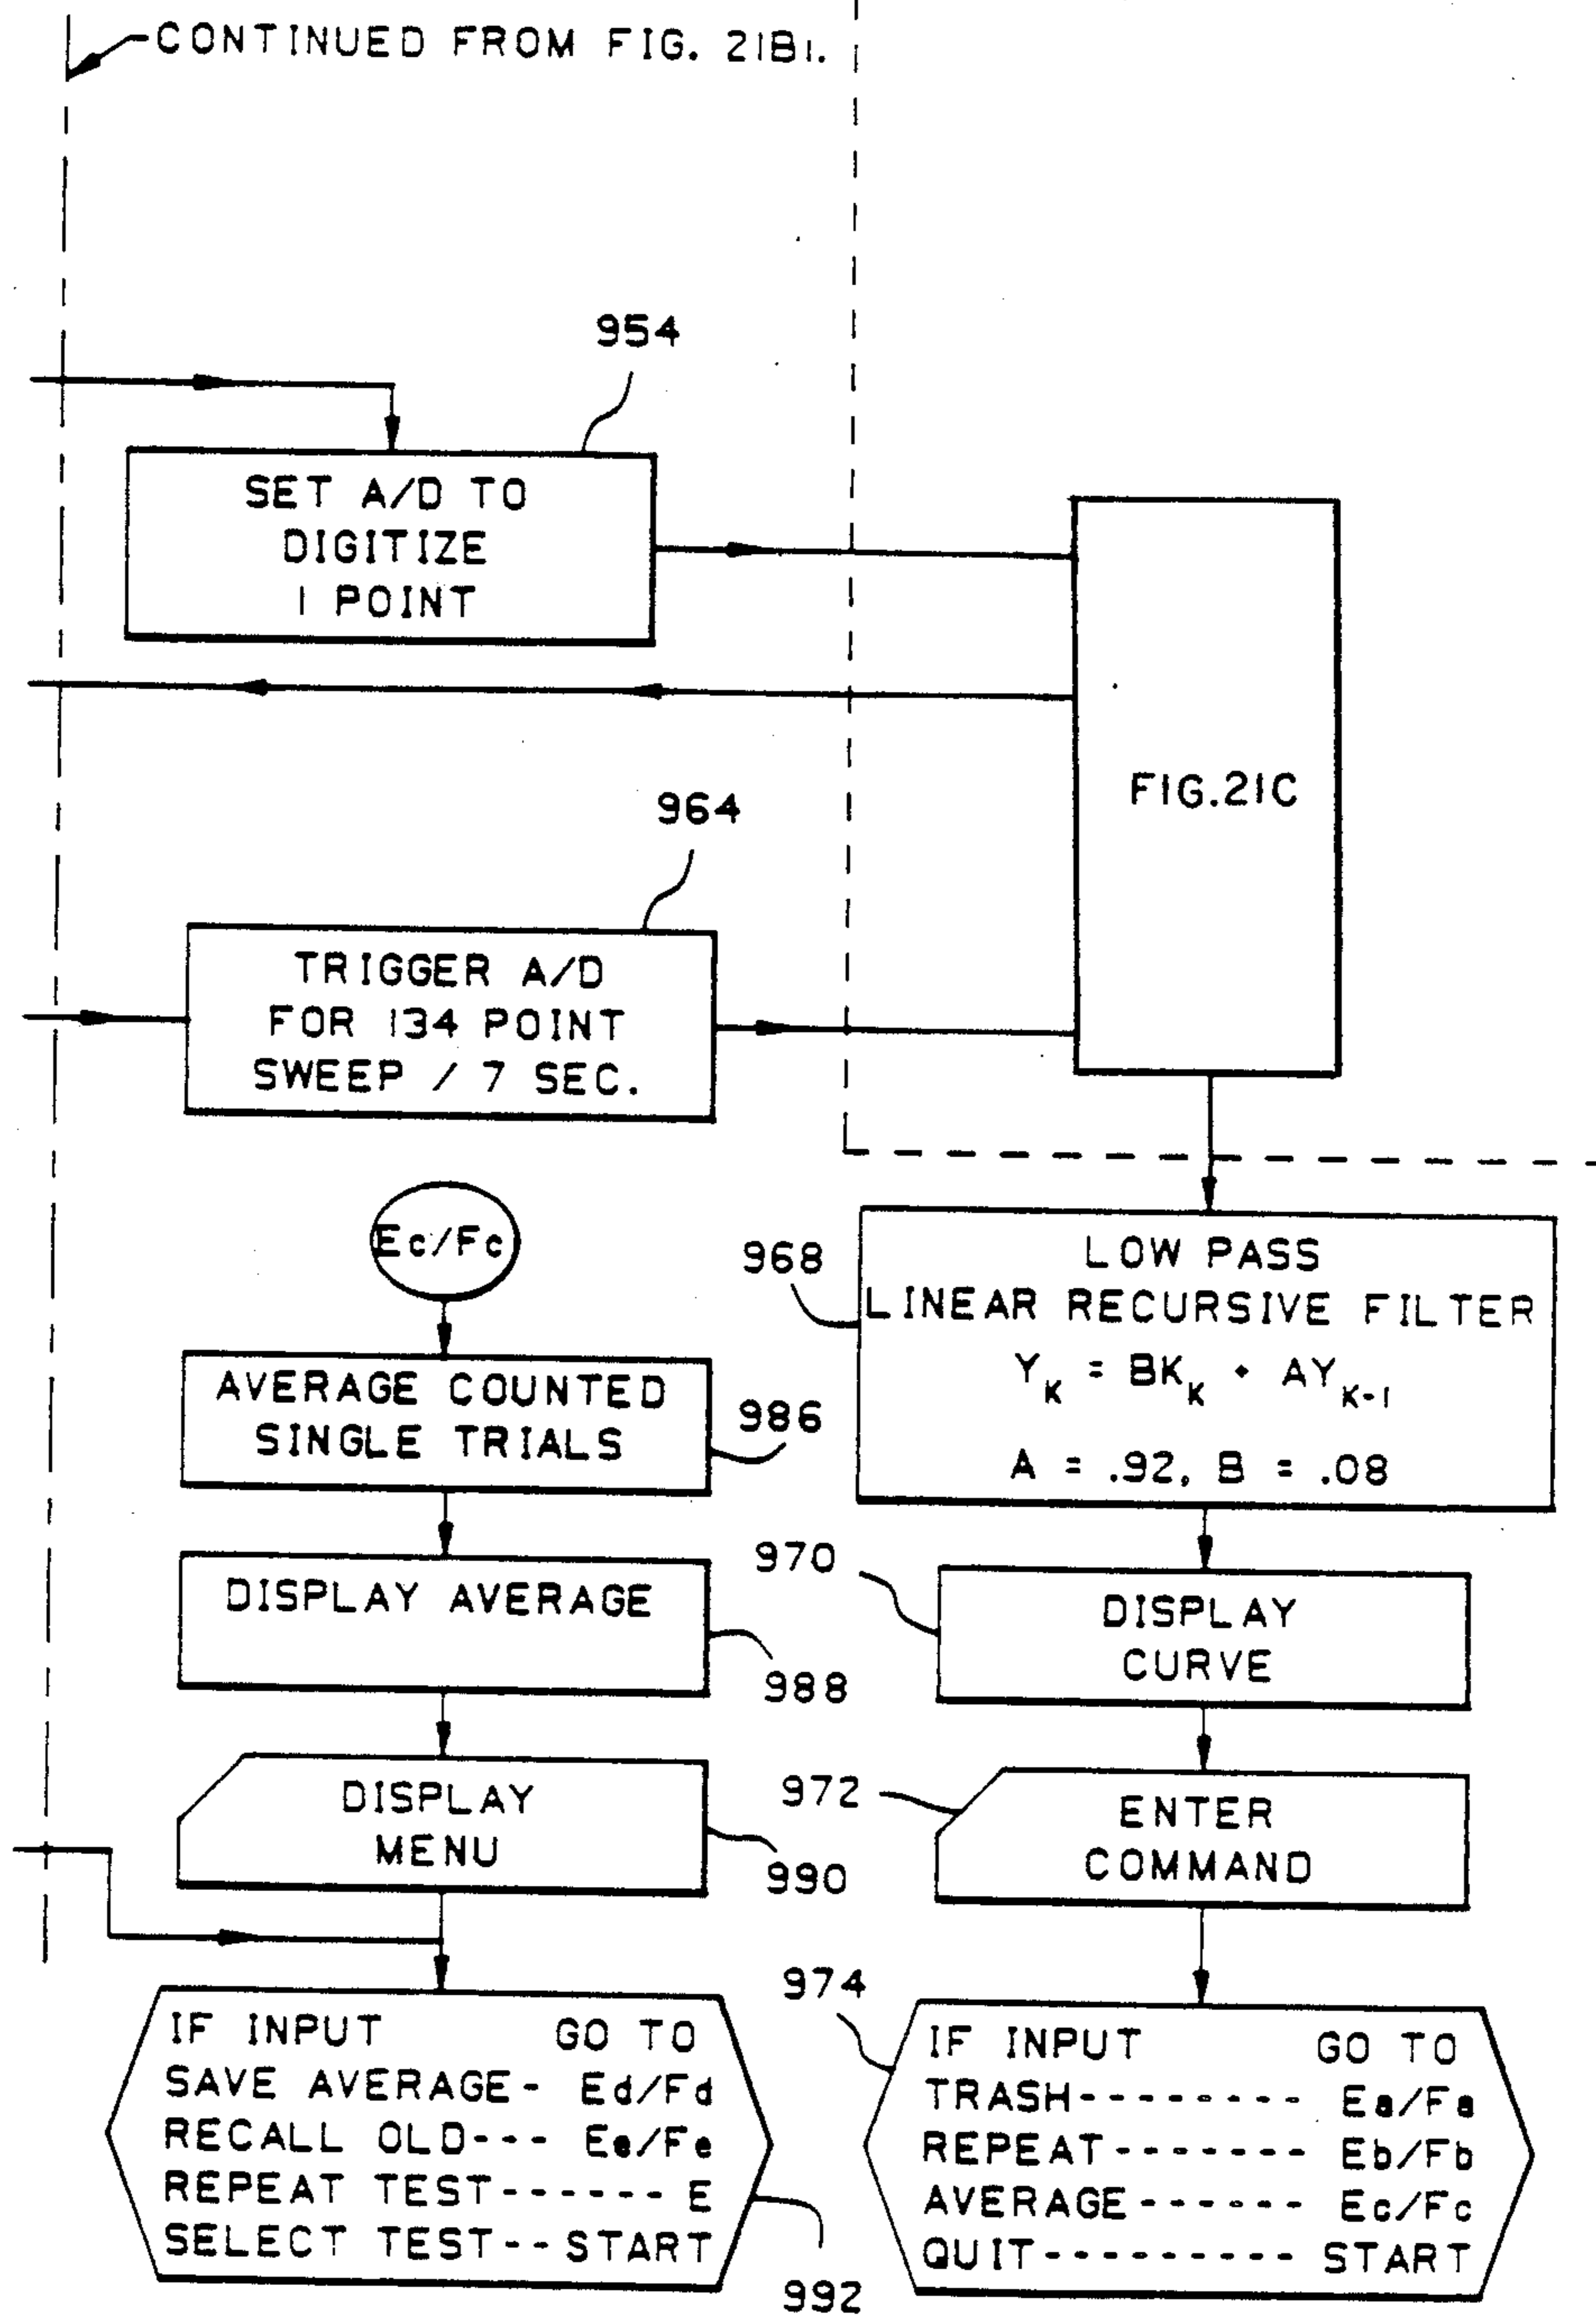 CONTINUED FROM FIG. 21B1.
954
SET A/D TO
DIGITIZE
1 POINT
FIG.21C
964
TRIGGER A/D
FOR 134 POINT
SWEEP / 7 SEC.
Ec/Fc
AVERAGE COUNTED
SINGLE TRIALS
986
DISPLAY AVERAGE
988
DISPLAY
MENU
990
IF INPUT GO TO
SAVE AVERAGE- Ed/Fd
RECALL OLD--- Ee/Fe
REPEAT TEST------ E
SELECT TEST-- START
992
968
LOW PASS
LINEAR RECURSIVE FILTER
Y_K = BK_K + AY_K-1
A = .92, B = .08
970
DISPLAY
CURVE
972
ENTER
COMMAND
974
IF INPUT GO TO
TRASH-------- Ea/Fa
REPEAT------- Eb/Fb
AVERAGE------ Ec/Fc
QUIT--------- START